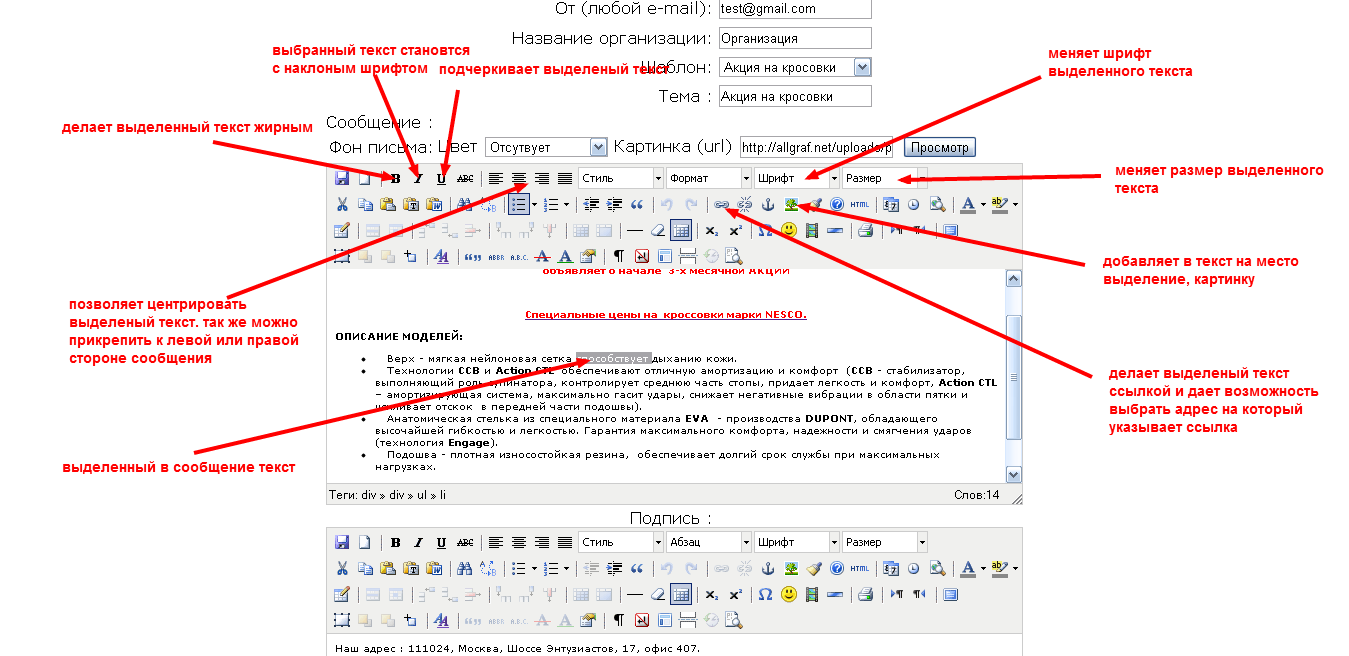 От (любой e-mail): test@gmail.com
Название организации: Организация
Шаблон: Акция на кросовки
Тема : Акция на кросовки
выбранный текст становтся
с наклоным шрифтом
подчеркивает выделеный текст
меняет шрифт
выделенного текста
делает выделенный текст жирным
Сообщение :
Фон письма: Цвет Отсутвует Картинка (url) http://allgraf.net/uploads/p Просмотр
B I U ABC Стиль Формат Шрифт Размер
меняет размер выделенного
текста
HTML
добавляет в текст на место
выделение, картинку
объявляет о начале 3-х месячной АКЦИИ
позволяет центрировать
выделеный текст. так же можно
прикрепить к левой или правой
стороне сообщения
Специальные цены на кроссовки марки NESCO.
ОПИСАНИЕ МОДЕЛЕЙ:
• Верх - мягкая нейлоновая сетка способствует дыханию кожи.
• Технологии CCB и Action CTL обеспечивают отличную амортизацию и комфорт (CCB - стабилизатор,
выполняющий роль супинатора, контролирует среднюю часть стопы, придает легкость и комфорт, Action CTL
– амортизирующая система, максимально гасит удары, снижает негативные вибрации в области пятки и
усиливает отскок в передней части подошвы).
• Анатомическая стелька из специального материала EVA - производства DUPONT, обладающего
высочайшей гибкостью и легкостью. Гарантия максимального комфорта, надежности и смягчения ударов
(технология Engage).
• Подошва - плотная износостойкая резина, обеспечивает долгий срок службы при максимальных
нагрузках.
делает выделеный текст
ссылкой и дает возможность
выбрать адрес на который
указывает ссылка
выделенный в сообщение текст
Теги: div » div » ul » li Слов:14
Подпись :
B I U ABC Стиль Абзац Шрифт Размер
HTML
Наш адрес : 111024, Москва, Шоссе Энтузиастов, 17, офис 407.